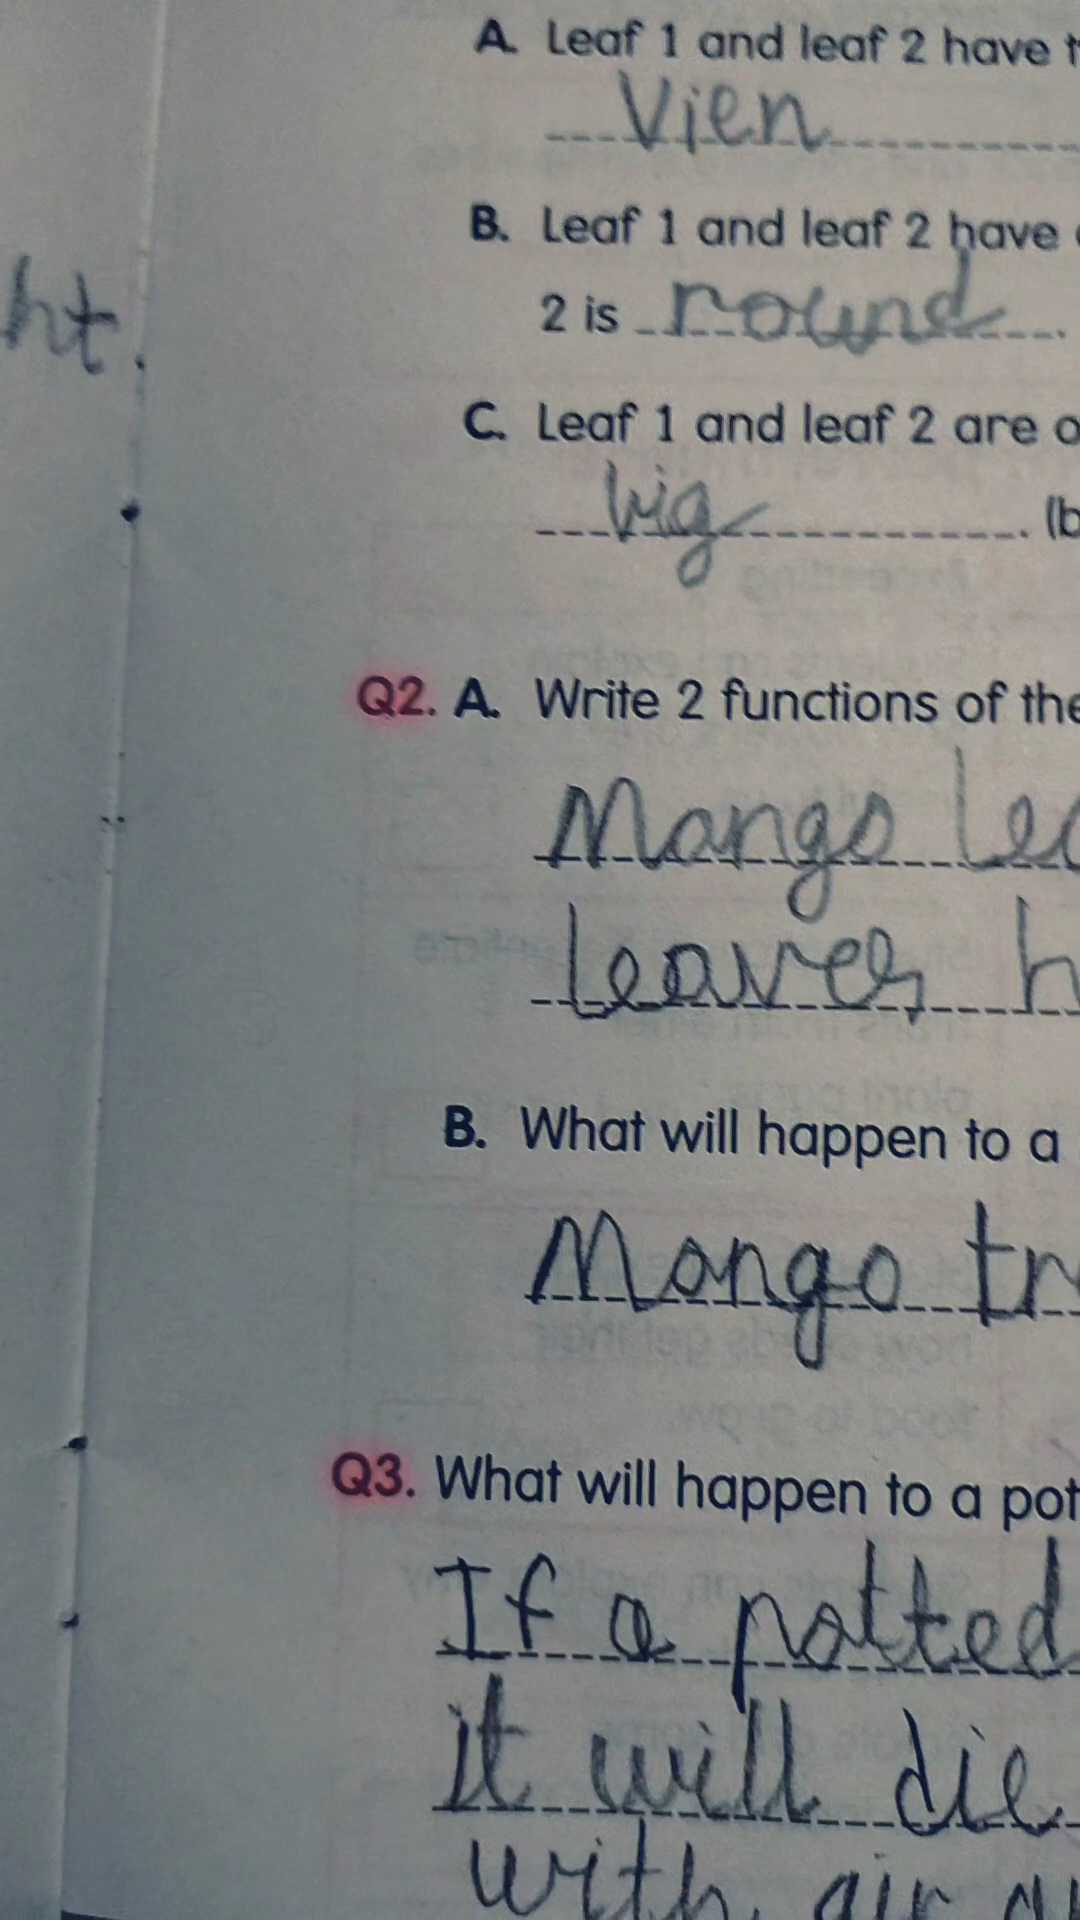 A. Leaf 1 and leaf 2 have t
Vien
B. Leaf 1 and leaf 2 have
ht.
2 is round.
C. Leaf 1 and leaf 2 are o
big. (b
Q2. A. Write 2 functions of the
Mango lea
leaves h
B. What will happen to a
Mango tr
Q3. What will happen to a pot
If a potted
it will die
with air